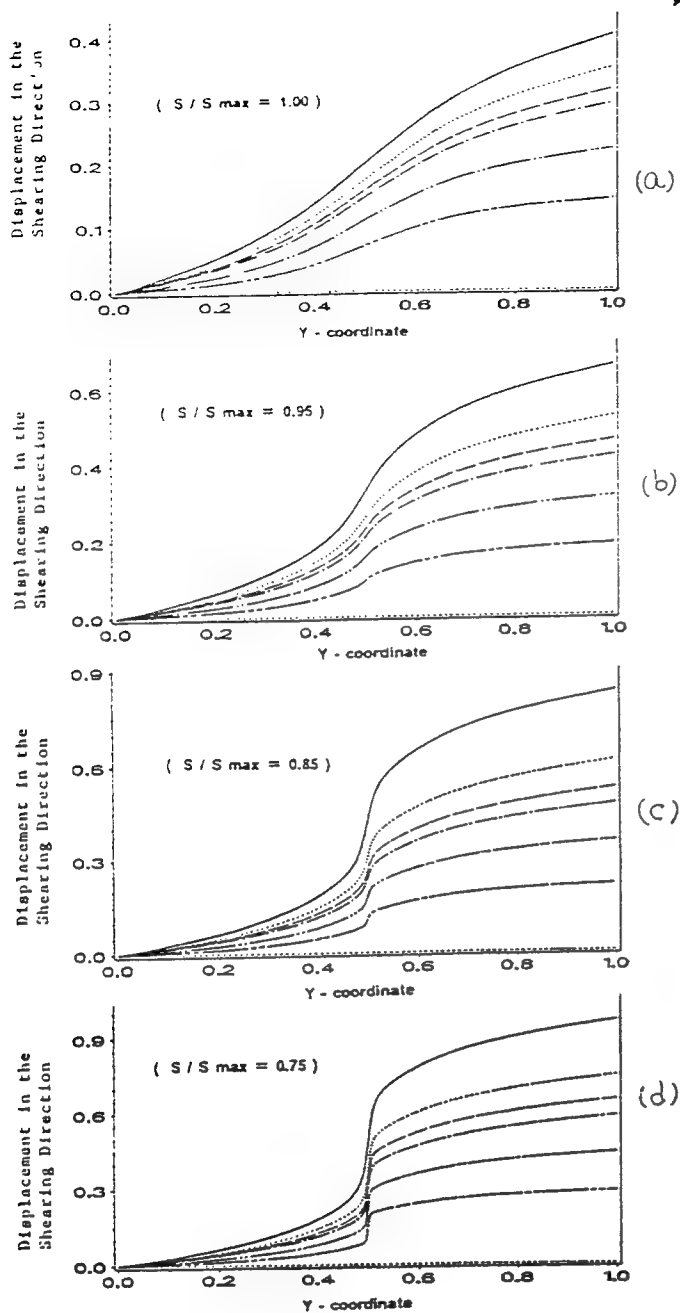 Displacement in the
Shearing Direct'on
0.4
0.3
0.2
0.1
0.0
( S / S max = 1.00 )
0.0 0.2 0.4 0.6 0.8 1.0
Y - coordinate
(a)
Displacement in the
Shearing Direction
0.6
0.4
0.2
0.0
( S / S max = 0.95 )
0.0 0.2 0.4 0.6 0.8 1.0
Y - coordinate
(b)
Displacement in the
Shearing Direction
0.9
0.6
0.3
0.0
( S / S max = 0.85 )
0.0 0.2 0.4 0.6 0.8 1.0
Y - coordinate
(c)
Displacement in the
Shearing Direction
0.9
0.6
0.3
0.0
( S / S max = 0.75 )
0.0 0.2 0.4 0.6 0.8 1.0
Y - coordinate
(d)